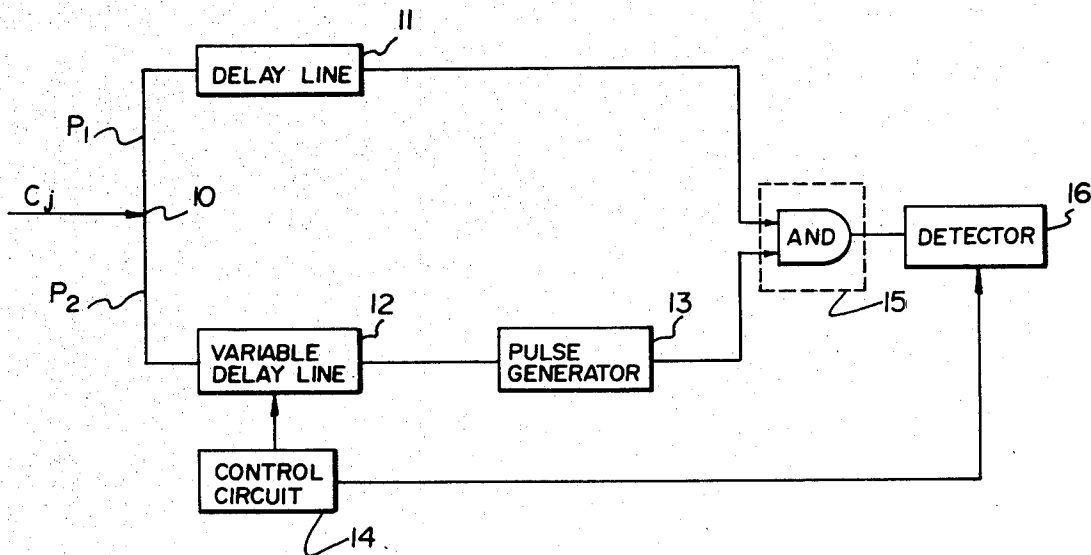 11
DELAY LINE
P1
Cj
10
AND
16
DETECTOR
P2
15
12
13
VARIABLE
DELAY LINE
PULSE
GENERATOR
CONTROL
CIRCUIT
14